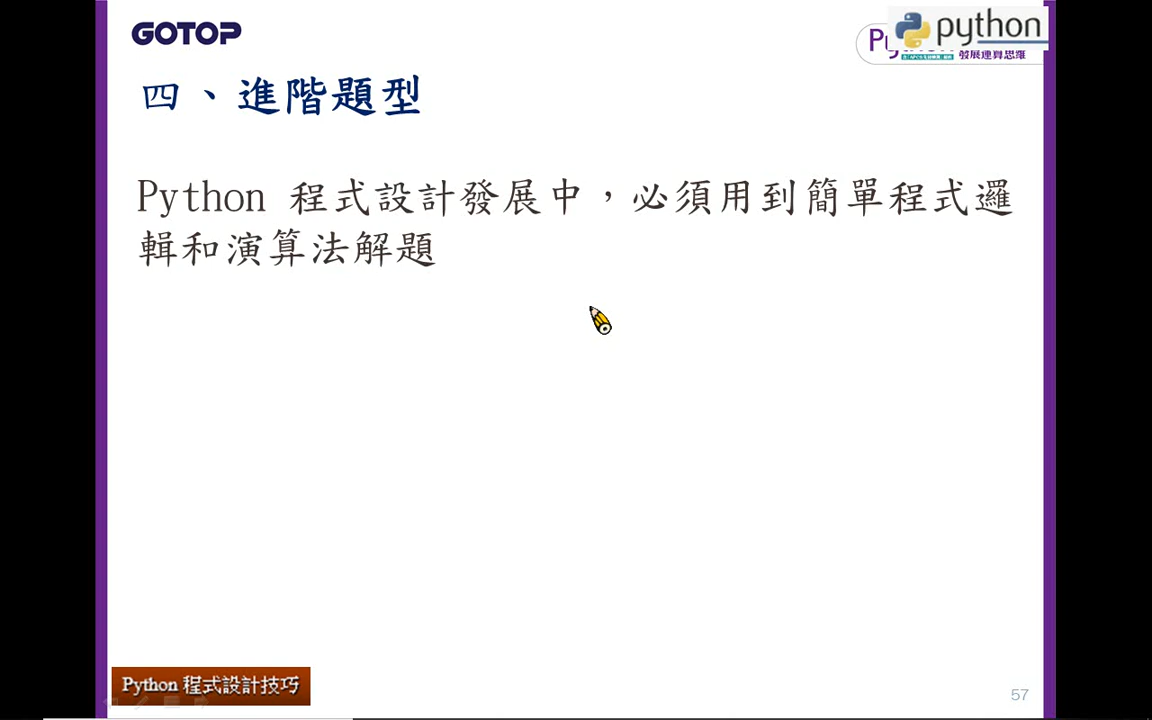 GOTOP
python
發展運算思維
四、進階題型
Python 程式設計發展中，必須用到簡單程式邏
輯和演算法解題
Python 程式設計技巧
57